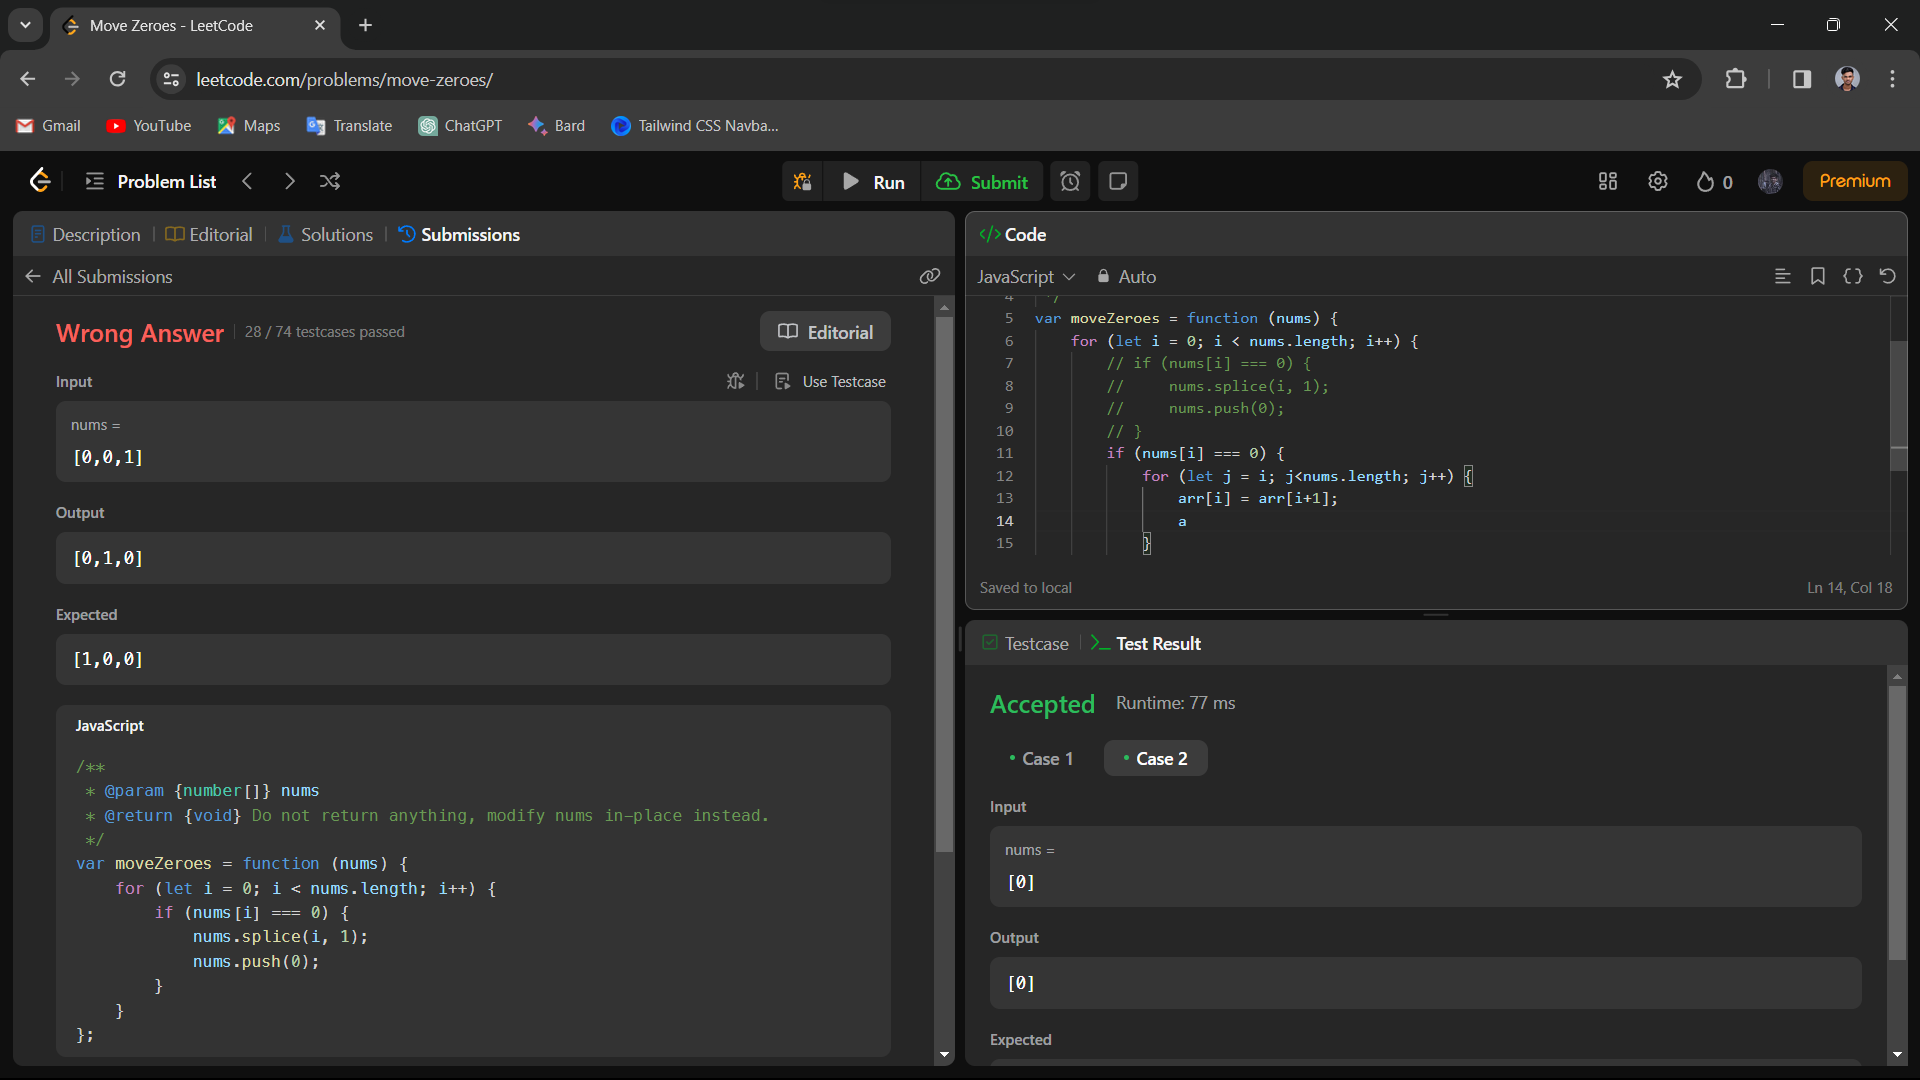 Move Zeroes - LeetCode
leetcode.com/problems/move-zeroes/
Gmail YouTube Maps Translate ChatGPT Bard Tailwind CSS Navba...
Problem List Run Submit 0 Premium
Description Editorial Solutions Submissions
All Submissions
Wrong Answer 28 / 74 testcases passed Editorial
Input Use Testcase
nums =
[0,0,1]
Output
[0,1,0]
Expected
[1,0,0]
JavaScript
/**
* @param {number[]} nums
* @return {void} Do not return anything, modify nums in-place instead.
*/
var moveZeroes = function (nums) {
for (let i = 0; i < nums.length; i++) {
if (nums[i] === 0) {
nums.splice(i, 1);
nums.push(0);
}
}
};
</> Code
JavaScript Auto
4 */
5 var moveZeroes = function (nums) {
6 for (let i = 0; i < nums.length; i++) {
7 // if (nums[i] === 0) {
8 // nums.splice(i, 1);
9 // nums.push(0);
10 // }
11 if (nums[i] === 0) {
12 for (let j = i; j<nums.length; j++) {
13 arr[i] = arr[i+1];
14 a
15 }
Saved to local Ln 14, Col 18
Testcase Test Result
Accepted Runtime: 77 ms
• Case 1 • Case 2
Input
nums =
[0]
Output
[0]
Expected